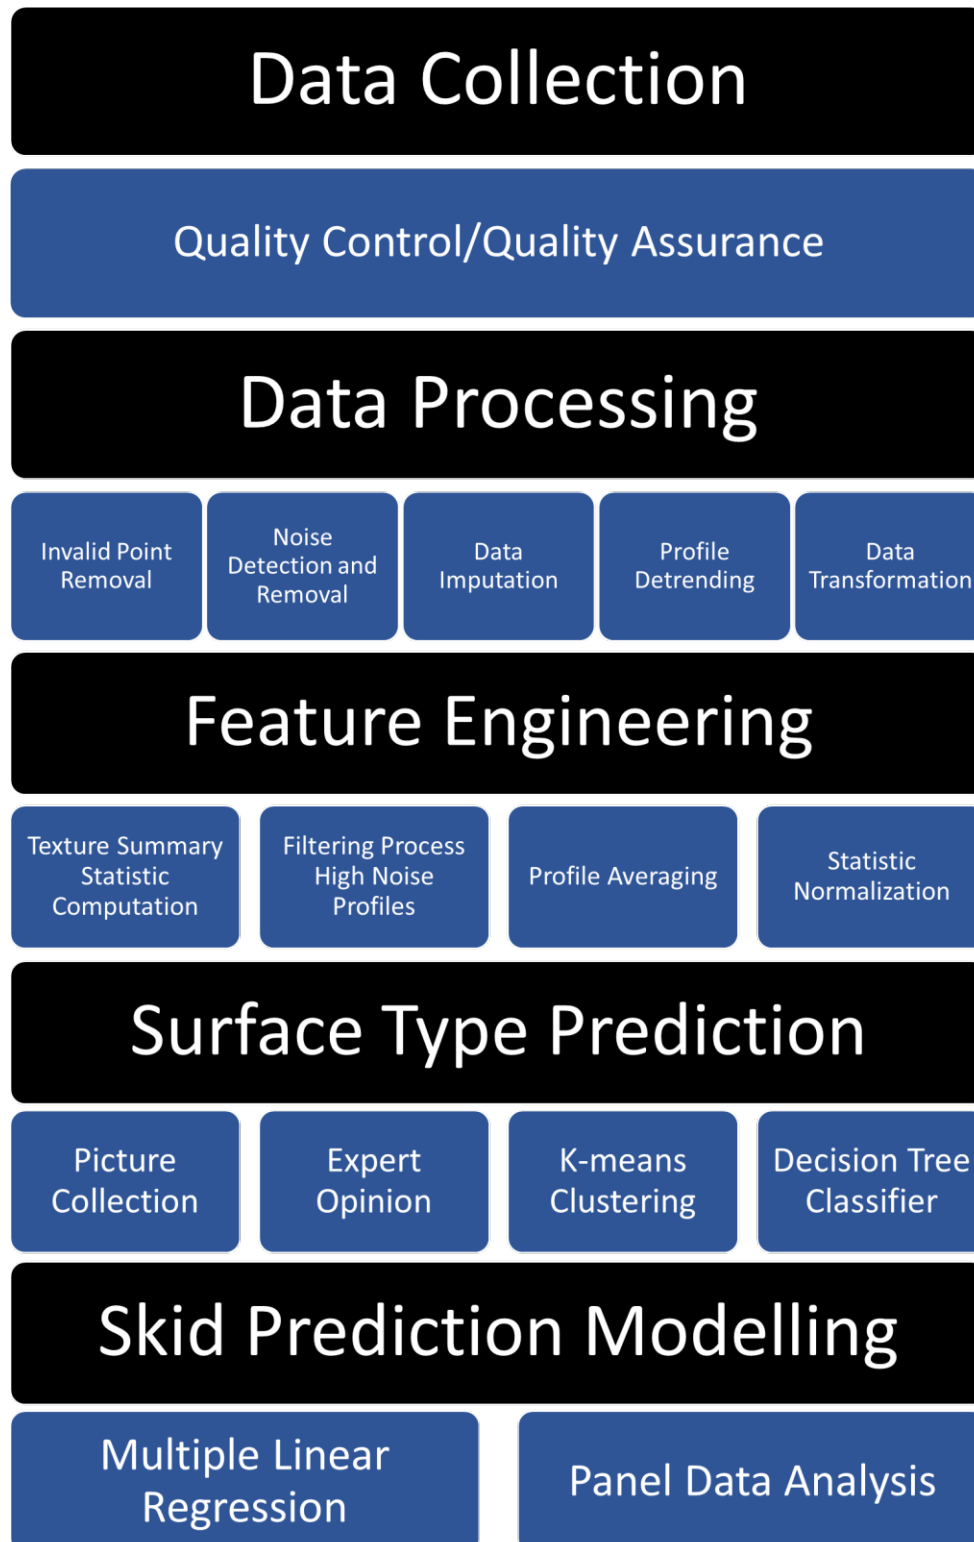 Data Collection
Quality Control/Quality Assurance
Data Processing
Invalid Point
Removal
Noise
Detection and
Removal
Data
Imputation
Profile
Detrending
Data
Transformation
Feature Engineering
Texture Summary
Statistic
Computation
Filtering Process
High Noise
Profiles
Profile Averaging
Statistic
Normalization
Surface Type Prediction
Picture
Collection
Expert
Opinion
K-means
Clustering
Decision Tree
Classifier
Skid Prediction Modelling
Multiple Linear
Regression
Panel Data Analysis